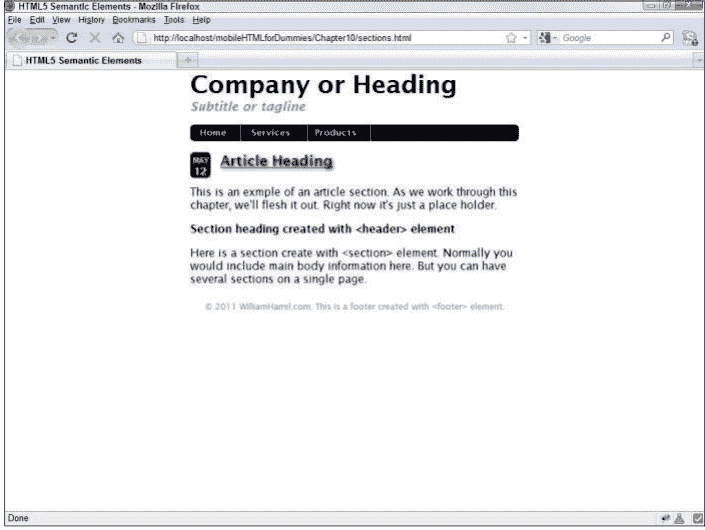 HTML5 Semantic Elements - Mozilla Firefox
File Edit View History Bookmarks Tools Help
http://localhost/mobileHTMLforDummies/Chapter10/sections.html
Google
HTML5 Semantic Elements
Company or Heading
Subtitle or tagline
Home Services Products
MAY
12
Article Heading
This is an exmple of an article section. As we work through this
chapter, we'll flesh it out. Right now it's just a place holder.
Section heading created with <header> element
Here is a section create with <section> element. Normally you
would include main body information here. But you can have
several sections on a single page.
© 2011 WilliamHarrel.com. This is a footer created with <footer> element.
Done